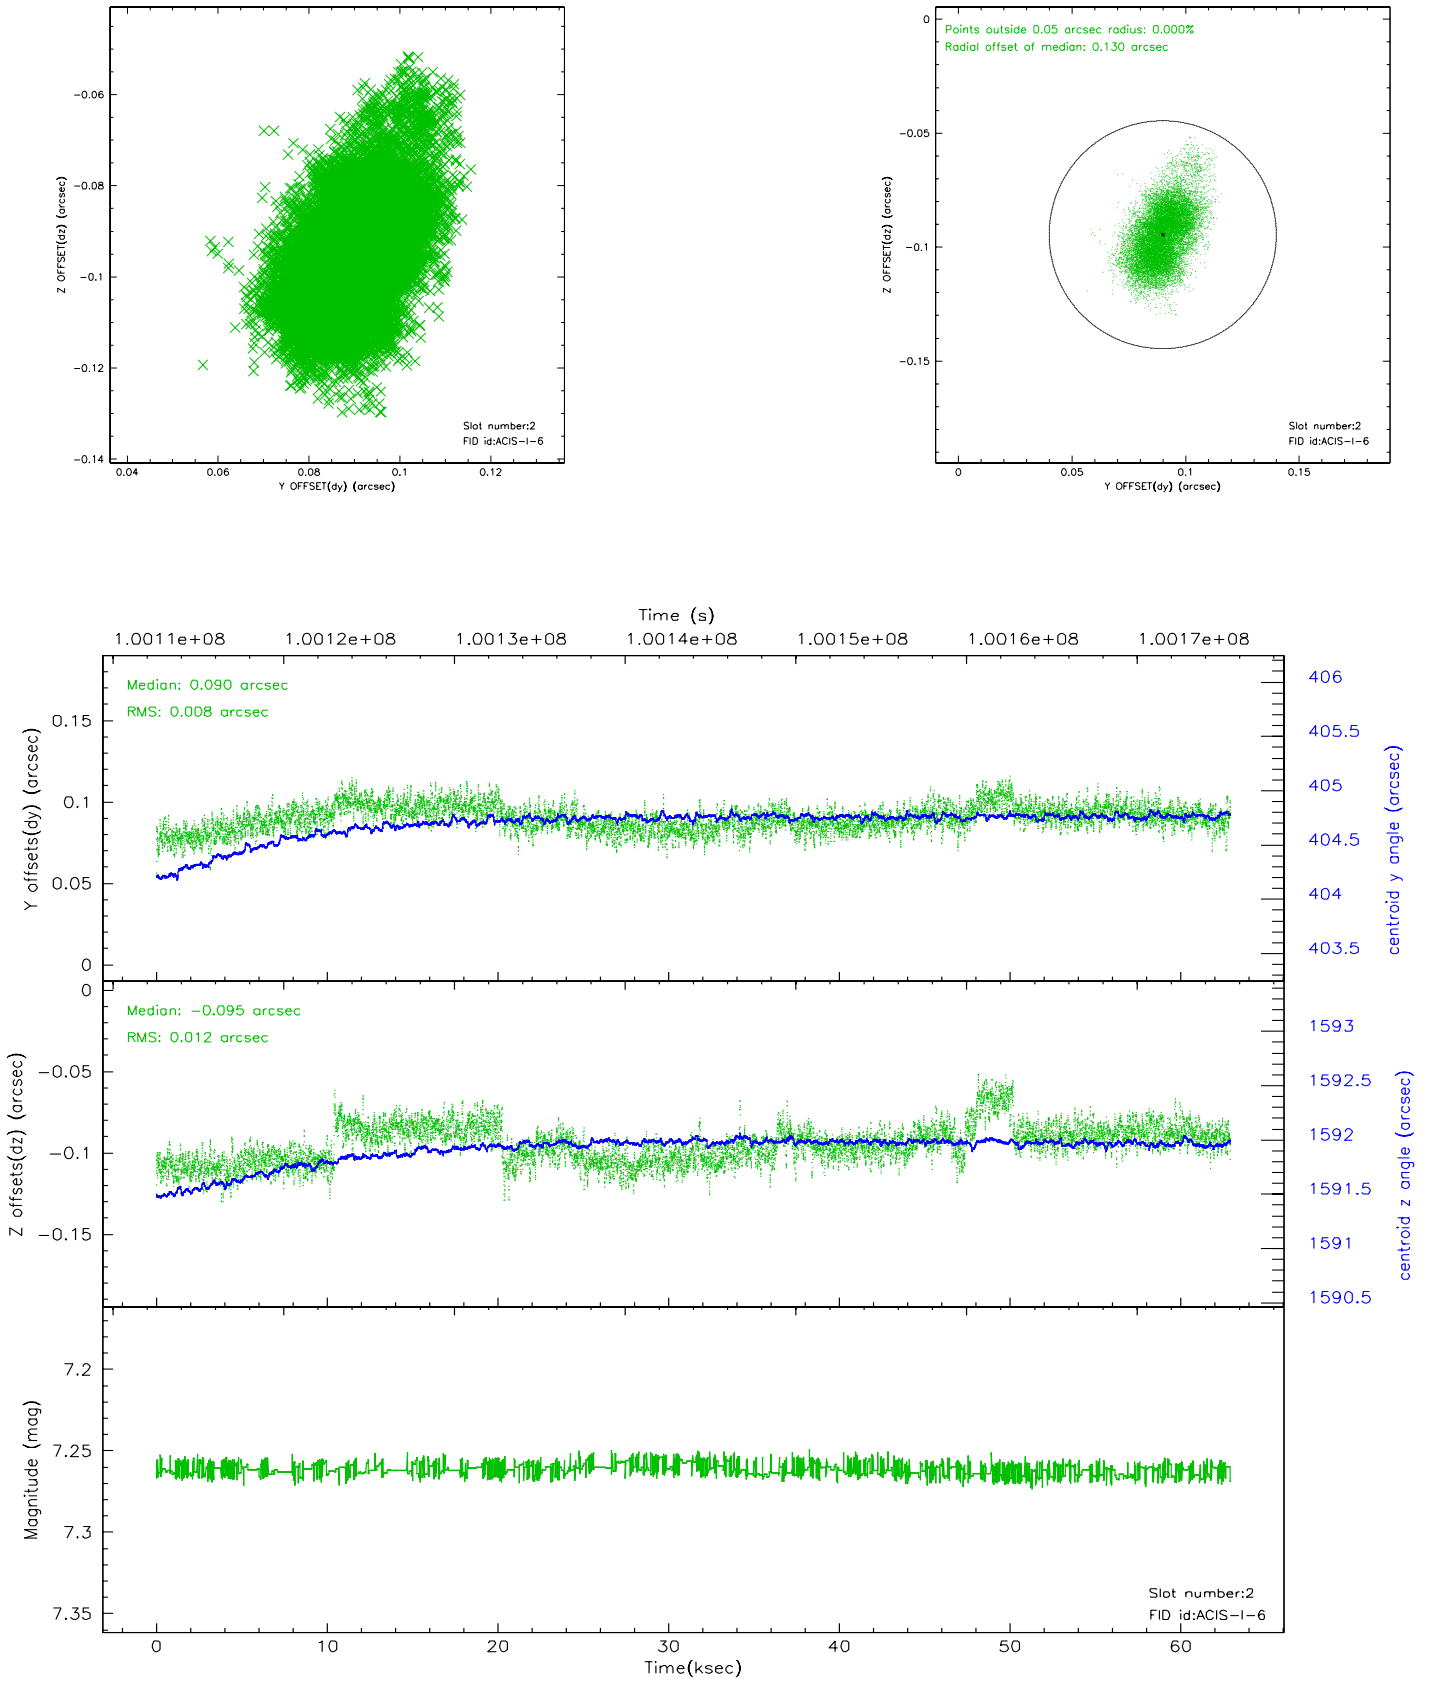 −0.06
−0.08
−0.1
−0.12
−0.14
Z OFFSET(dz) (arcsec)
0.04 0.06 0.08 0.1 0.12
Y OFFSET(dy) (arcsec)
Slot number:2
FID id:ACIS−I−6
Points outside 0.05 arcsec radius: 0.000%
Radial offset of median: 0.130 arcsec
0
−0.05
−0.1
−0.15
Z OFFSET(dz) (arcsec)
0 0.05 0.1 0.15
Y OFFSET(dy) (arcsec)
Slot number:2
FID id:ACIS−I−6
Time (s)
1.0011e+08 1.0012e+08 1.0013e+08 1.0014e+08 1.0015e+08 1.0016e+08 1.0017e+08
Median: 0.090 arcsec
RMS: 0.008 arcsec
0.15
0.1
0.05
0
Y offsets(dy) (arcsec)
406
405.5
405
404.5
404
403.5
centroid y angle (arcsec)
Median: −0.095 arcsec
RMS: 0.012 arcsec
0
−0.05
−0.1
−0.15
Z offsets(dz) (arcsec)
1593
1592.5
1592
1591.5
1591
1590.5
centroid z angle (arcsec)
7.2
7.25
7.3
7.35
Magnitude (mag)
Slot number:2
FID id:ACIS−I−6
0 10 20 30 40 50 60
Time(ksec)